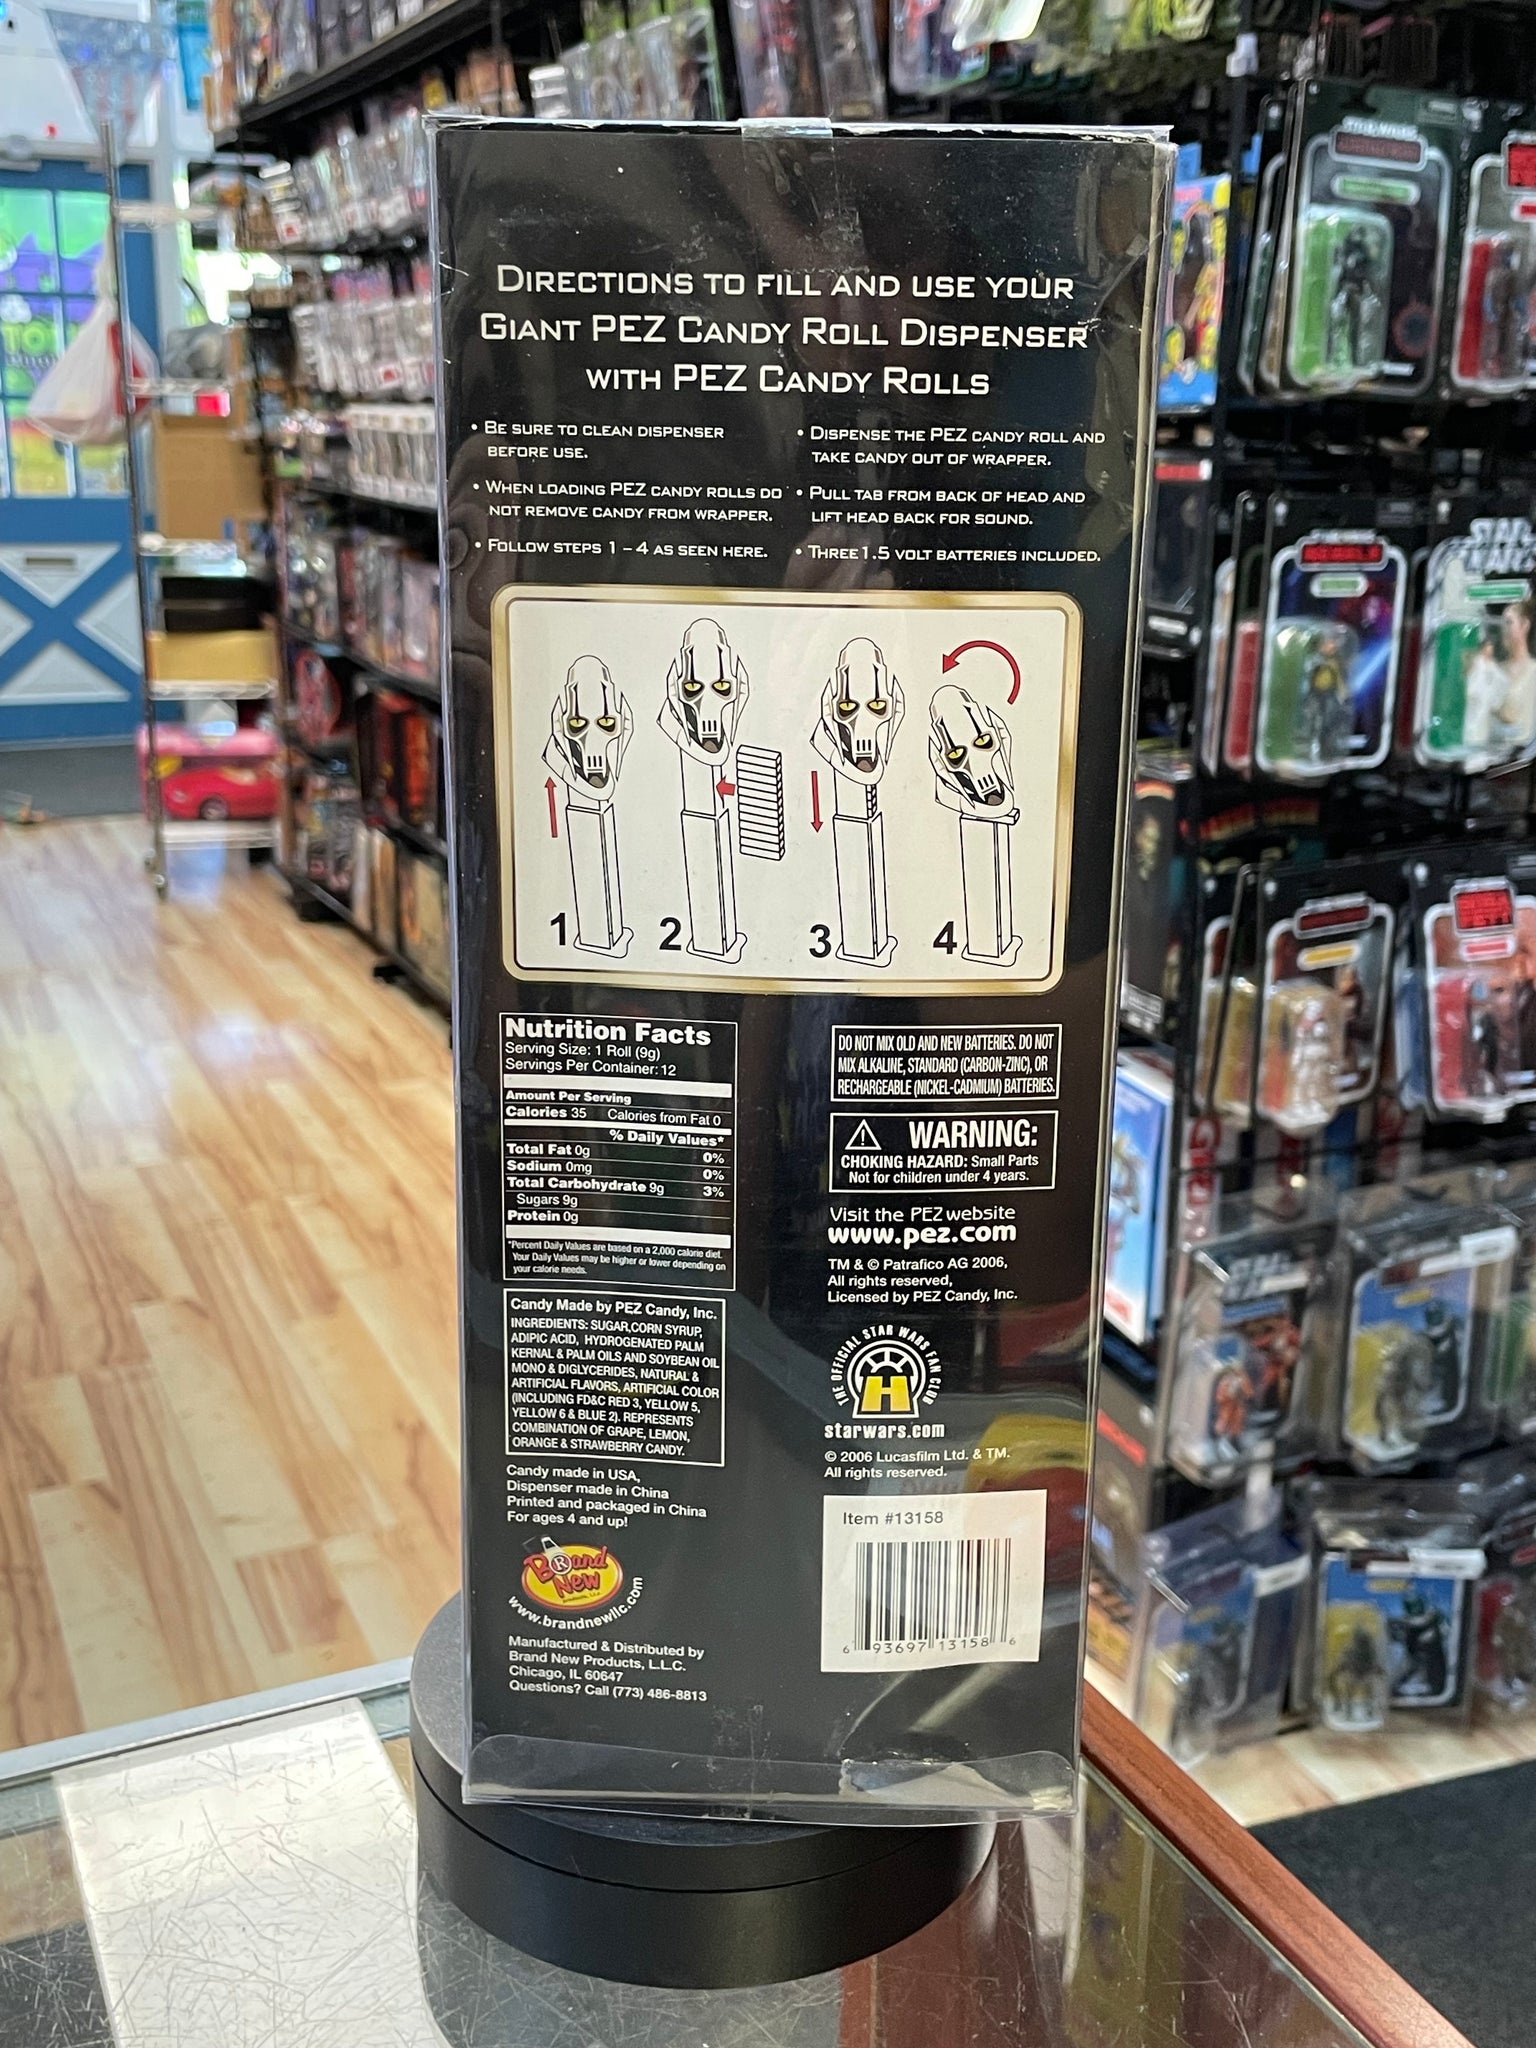 DIRECTIONS TO FILL AND USE YOUR
GIANT PEZ CANDY ROLL DISPENSER
WITH PEZ CANDY ROLLS
• BE SURE TO CLEAN DISPENSER
BEFORE USE.
• WHEN LOADING PEZ CANDY ROLLS DO
NOT REMOVE CANDY FROM WRAPPER.
• FOLLOW STEPS 1 – 4 AS SEEN HERE.
• DISPENSE THE PEZ CANDY ROLL AND
TAKE CANDY OUT OF WRAPPER.
• PULL TAB FROM BACK OF HEAD AND
LIFT HEAD BACK FOR SOUND.
• THREE 1.5 VOLT BATTERIES INCLUDED.
1 2 3 4
Nutrition Facts
Serving Size: 1 Roll (9g)
Servings Per Container: 12
Amount Per Serving
Calories 35 Calories from Fat 0
% Daily Values*
Total Fat 0g 0%
Sodium 0mg 0%
Total Carbohydrate 9g 3%
Sugars 9g
Protein 0g
*Percent Daily Values are based on a 2,000 calorie diet.
Your Daily Values may be higher or lower depending on
your calorie needs.
Candy Made by PEZ Candy, Inc.
INGREDIENTS: SUGAR,CORN SYRUP,
ADIPIC ACID, HYDROGENATED PALM
KERNAL & PALM OILS AND SOYBEAN OIL
MONO & DIGLYCERIDES, NATURAL &
ARTIFICIAL FLAVORS, ARTIFICIAL COLOR
(INCLUDING FD&C RED 3, YELLOW 5,
YELLOW 6 & BLUE 2). REPRESENTS
COMBINATION OF GRAPE, LEMON,
ORANGE & STRAWBERRY CANDY.
Candy made in USA,
Dispenser made in China
Printed and packaged in China
For ages 4 and up!
Brand
New
www.brandnewllc.com
Manufactured & Distributed by
Brand New Products, L.L.C.
Chicago, IL 60647
Questions? Call (773) 486-8813
DO NOT MIX OLD AND NEW BATTERIES. DO NOT
MIX ALKALINE, STANDARD (CARBON-ZINC), OR
RECHARGEABLE (NICKEL-CADMIUM) BATTERIES.
WARNING:
CHOKING HAZARD: Small Parts
Not for children under 4 years.
Visit the PEZ website
www.pez.com
TM & © Patrafico AG 2006,
All rights reserved,
Licensed by PEZ Candy, Inc.
THE OFFICIAL STAR WARS FAN CLUB
starwars.com
© 2006 Lucasfilm Ltd. & TM.
All rights reserved.
Item #13158
6 93697 13158 6
STAR
WARS